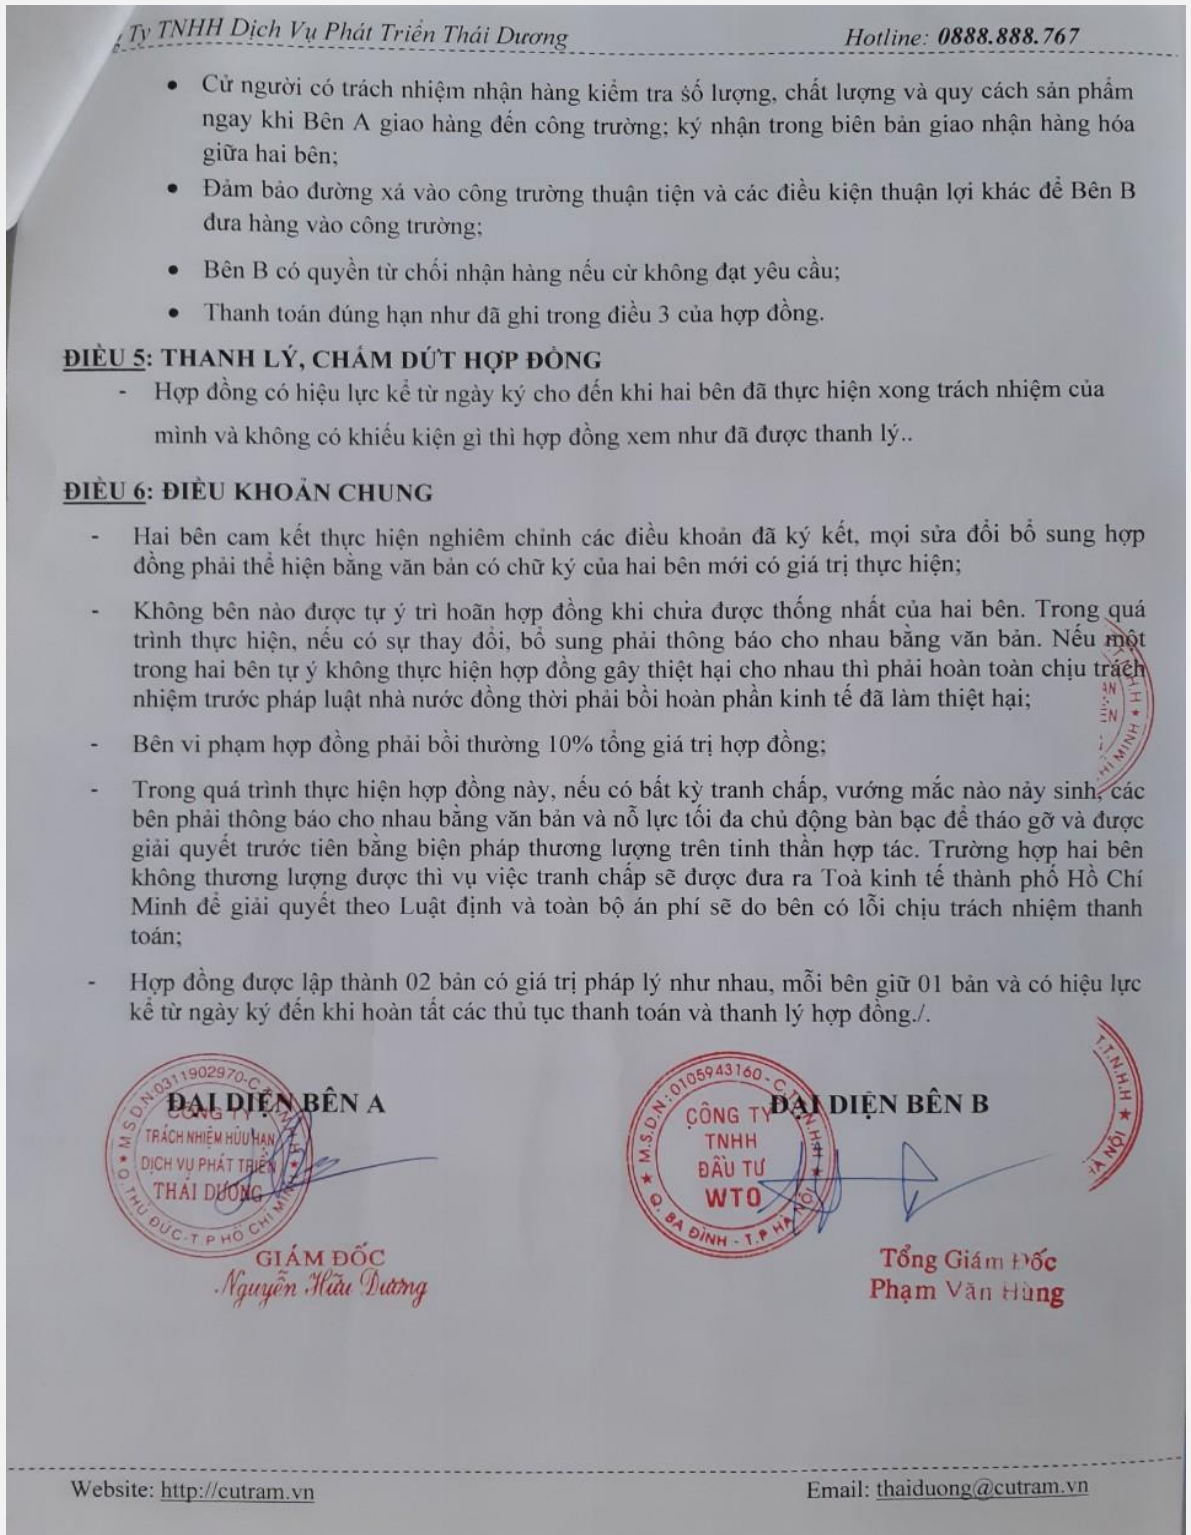 Ty TNHH Dịch Vụ Phát Triển Thái Dương
Hotline: 0888.888.767
• Cử người có trách nhiệm nhận hàng kiểm tra số lượng, chất lượng và quy cách sản phẩm
ngay khi Bên A giao hàng đến công trường; ký nhận trong biên bản giao nhận hàng hóa
giữa hai bên;
• Đảm bảo đường xá vào công trường thuận tiện và các điều kiện thuận lợi khác để Bên B
đưa hàng vào công trường;
• Bên B có quyền từ chối nhận hàng nếu cừ không đạt yêu cầu;
• Thanh toán đúng hạn như đã ghi trong điều 3 của hợp đồng.
ĐIỀU 5: THANH LÝ, CHẤM DỨT HỢP ĐỒNG
- Hợp đồng có hiệu lực kể từ ngày ký cho đến khi hai bên đã thực hiện xong trách nhiệm của
mình và không có khiếu kiện gì thì hợp đồng xem như đã được thanh lý..
ĐIỀU 6: ĐIỀU KHOẢN CHUNG
- Hai bên cam kết thực hiện nghiêm chỉnh các điều khoản đã ký kết, mọi sửa đổi bổ sung hợp
đồng phải thể hiện bằng văn bản có chữ ký của hai bên mới có giá trị thực hiện;
- Không bên nào được tự ý trì hoãn hợp đồng khi chưa được thống nhất của hai bên. Trong quá
trình thực hiện, nếu có sự thay đổi, bổ sung phải thông báo cho nhau bằng văn bản. Nếu một
trong hai bên tự ý không thực hiện hợp đồng gây thiệt hại cho nhau thì phải hoàn toàn chịu trách
nhiệm trước pháp luật nhà nước đồng thời phải bồi hoàn phần kinh tế đã làm thiệt hại;
- Bên vi phạm hợp đồng phải bồi thường 10% tổng giá trị hợp đồng;
- Trong quá trình thực hiện hợp đồng này, nếu có bất kỳ tranh chấp, vướng mắc nào nảy sinh, các
bên phải thông báo cho nhau bằng văn bản và nỗ lực tối đa chủ động bàn bạc để tháo gỡ và được
giải quyết trước tiên bằng biện pháp thương lượng trên tinh thần hợp tác. Trường hợp hai bên
không thương lượng được thì vụ việc tranh chấp sẽ được đưa ra Toà kinh tế thành phố Hồ Chí
Minh để giải quyết theo Luật định và toàn bộ án phí sẽ do bên có lỗi chịu trách nhiệm thanh
toán;
- Hợp đồng được lập thành 02 bản có giá trị pháp lý như nhau, mỗi bên giữ 01 bản và có hiệu lực
kể từ ngày ký đến khi hoàn tất các thủ tục thanh toán và thanh lý hợp đồng./.
ĐẠI DIỆN BÊN A
M.S.D.N:0311902970-C.T.T.N.H.H
CÔNG TY
TRÁCH NHIỆM HỮU HẠN
DỊCH VỤ PHÁT TRIỂN
THÁI DƯƠNG
Q.THỦ ĐỨC-T.P HỒ CHÍ MINH
GIÁM ĐỐC
Nguyễn Hữu Dương
ĐẠI DIỆN BÊN B
M.S.D.N:0105943160-C.T.T.N.H.H
CÔNG TY
TNHH
ĐẦU TƯ
WTO
Q. BA ĐÌNH - T.P HÀ NỘI
T.T.N.H.H
HÀ NỘI
Tổng Giám Đốc
Phạm Văn Hùng
Website: http://cutram.vn
Email: thaiduong@cutram.vn